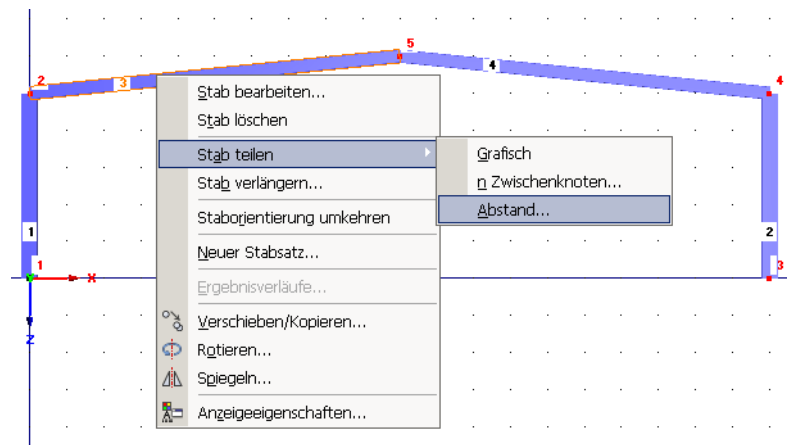 5
4
2
3
4
Stab bearbeiten...
Stab löschen
Stab teilen
Grafisch
n Zwischenknoten...
Stab verlängern...
Abstand...
Staborientierung umkehren
1
2
Neuer Stabsatz...
1
3
X
Ergebnisverläufe...
Verschieben/Kopieren...
Z
Rotieren...
Spiegeln...
Anzeigeeigenschaften...